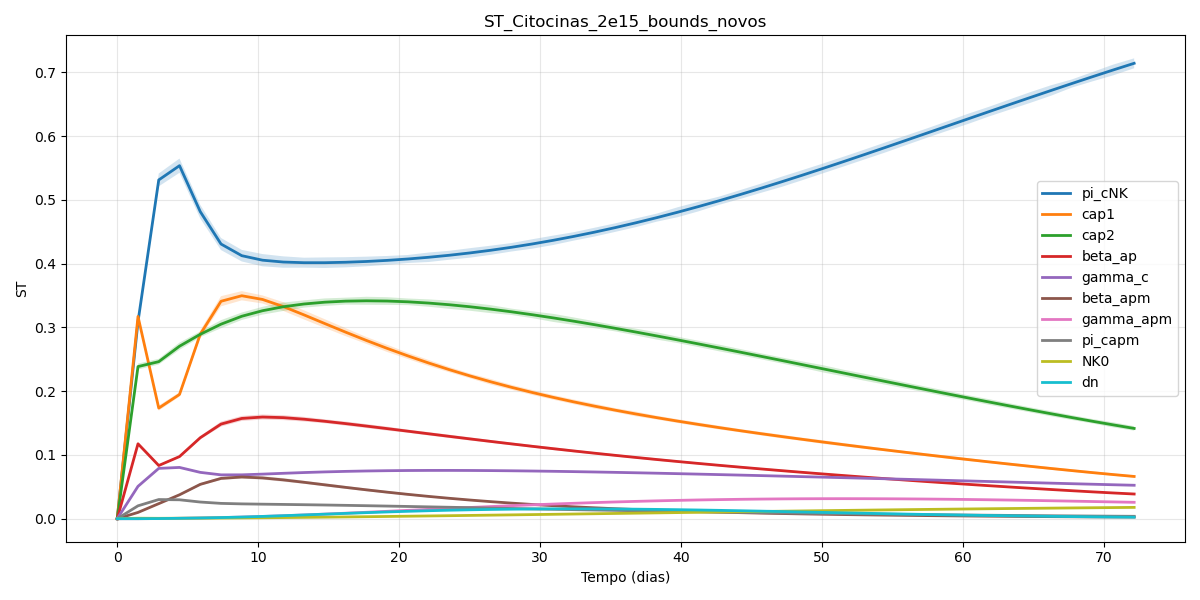 ST_Citocinas_2e15_bounds_novos
ST
0.7
0.6
0.5
0.4
0.3
0.2
0.1
0.0
0 10 20 30 40 50 60 70
Tempo (dias)
pi_cNK
cap1
cap2
beta_ap
gamma_c
beta_apm
gamma_apm
pi_capm
NK0
dn